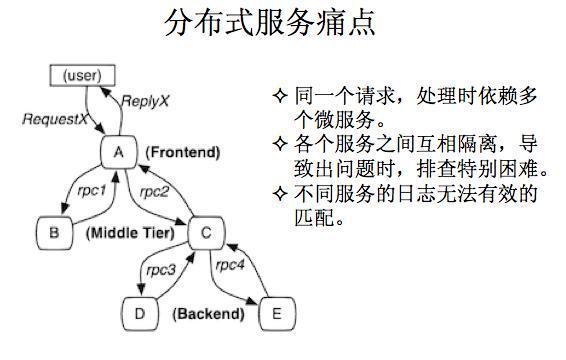 分布式服务痛点
(user)
RequestX
ReplyX
A
(Frontend)
rpc1
rpc2
B
(Middle Tier)
C
rpc3
rpc4
D
(Backend)
E
✧ 同一个请求，处理时依赖多
个微服务。
✧ 各个服务之间互相隔离，导
致出问题时，排查特别困难。
✧ 不同服务的日志无法有效的
匹配。